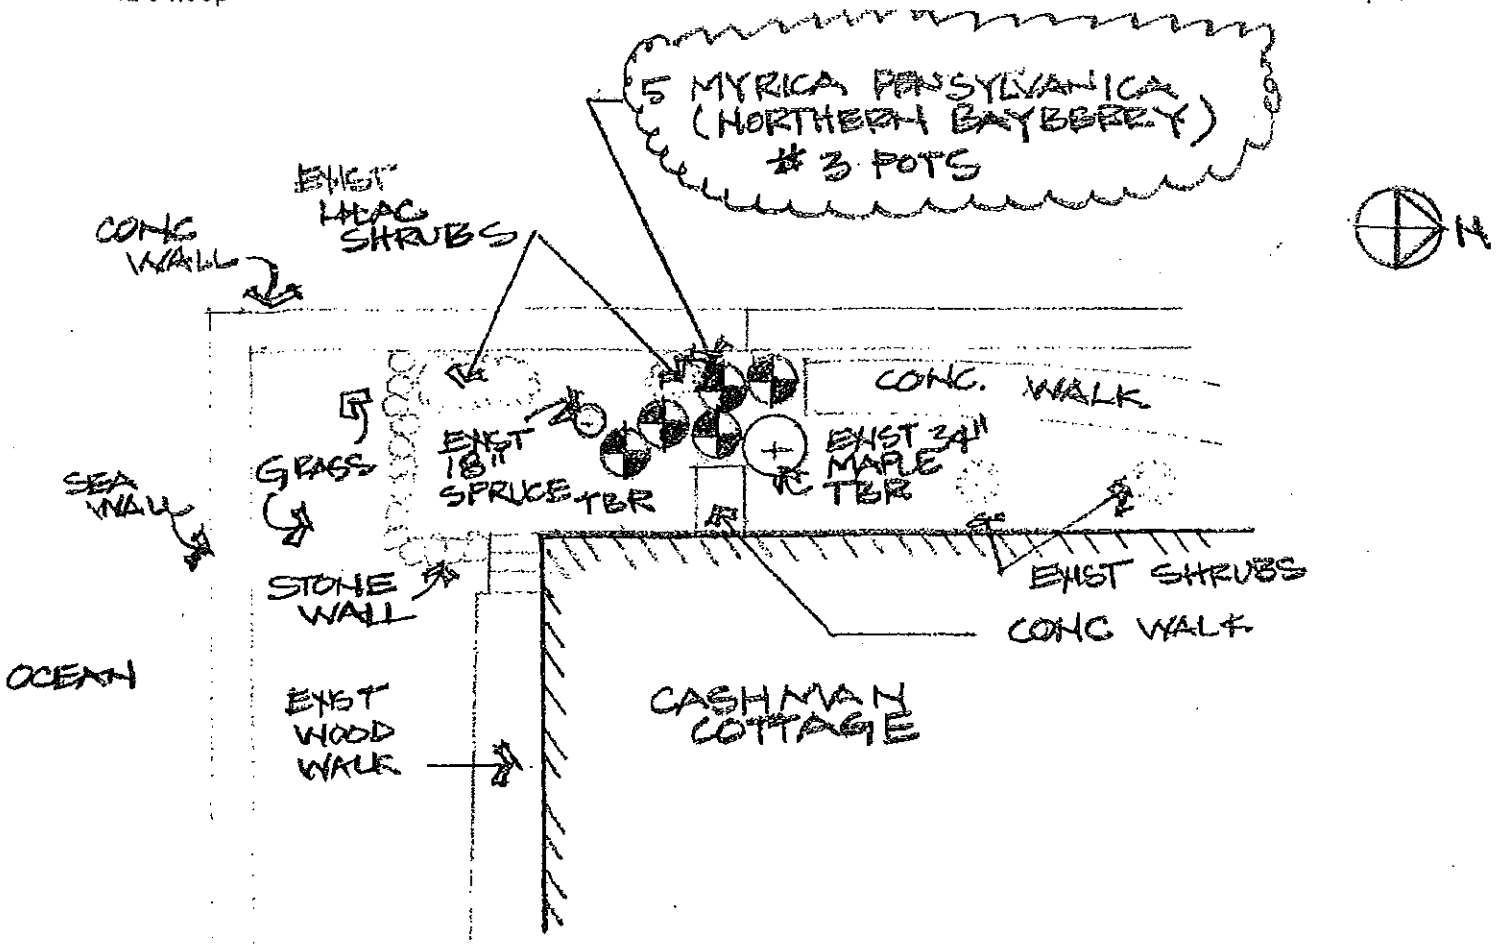 5 MYRICA PENSYLVANICA
(NORTHERN BAYBERRY)
# 3 POTS
EXIST
LILAC
SHRUBS
CONC
WALL
N
CONC. WALK
GRASS
EXIST
18"
SPRUCE TBR
EXIST 34"
MAPLE
TBR
SEA
WALL
STONE
WALL
EXIST SHRUBS
CONC WALK
OCEAN
EXIST
WOOD
WALK
CASHMAN
COTTAGE